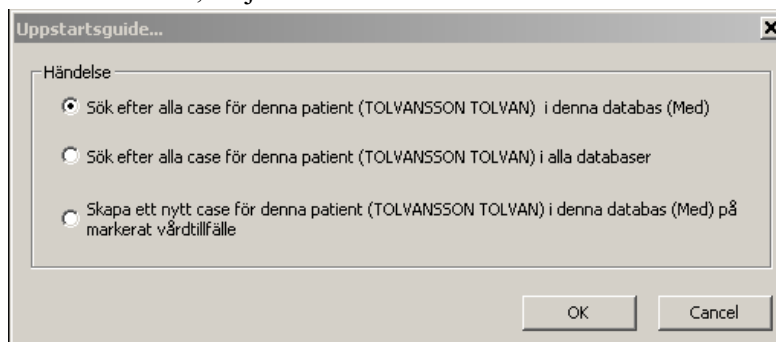 Uppstartsguide...
Händelse
Sök efter alla case för denna patient (TOLVANSSON TOLVAN) i denna databas (Med)
Sök efter alla case för denna patient (TOLVANSSON TOLVAN) i alla databaser
Skapa ett nytt case för denna patient (TOLVANSSON TOLVAN) i denna databas (Med) på
markerat vårdtillfälle
OK Cancel